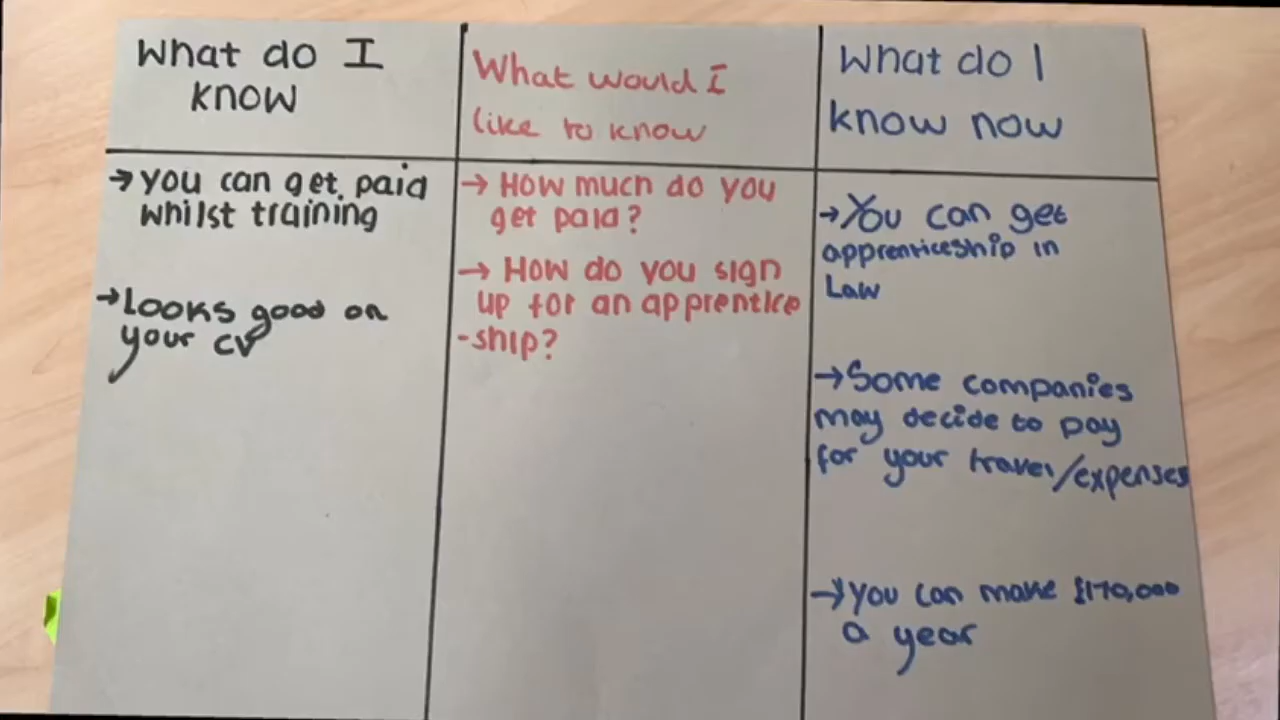 What do I
know
→ you can get paid
whilst training
→ Looks good on
your cv
What would I
like to know
→ How much do you
get paid?
→ How do you sign
up for an apprentice
-ship?
What do I
know now
→ You can get
apprenticeship in
Law
→ Some companies
may decide to pay
for your travel/expenses
→ you can make £170,000
a year